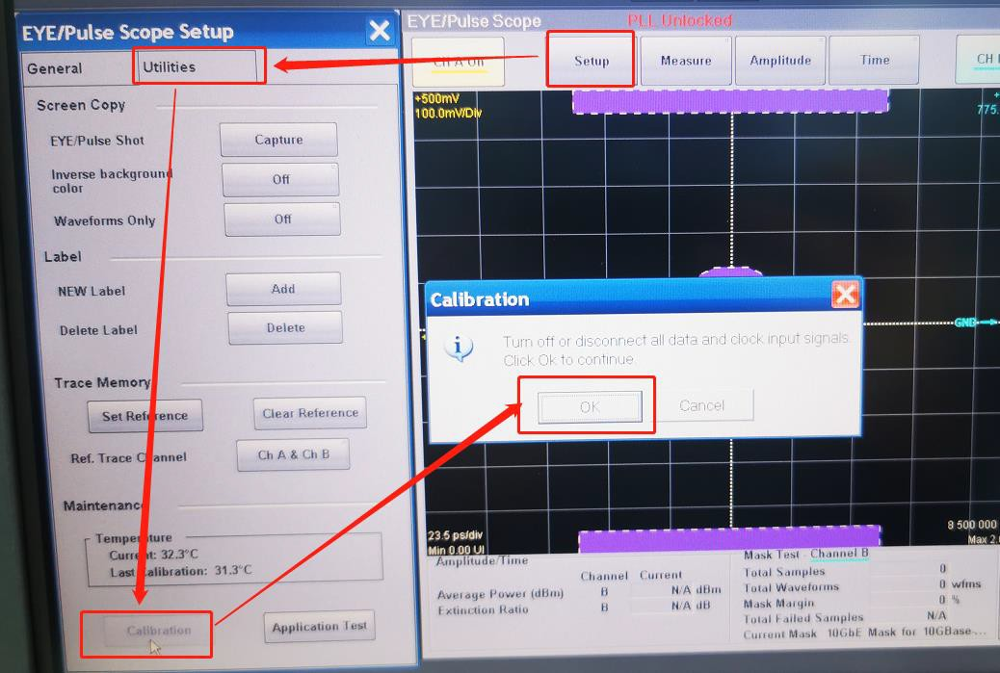 EYE/Pulse Scope Setup
General
Utilities
Screen Copy
EYE/Pulse Shot
Capture
Inverse background
color
Off
Waveforms Only
Off
Label
NEW Label
Add
Delete Label
Delete
Trace Memory
Set Reference
Clear Reference
Ref. Trace Channel
Ch A & Ch B
Maintenance
Temperature
Current: 32.3°C
Last Calibration: 31.3°C
Calibration
Application Test
EYE/Pulse Scope
PLL Unlocked
CH A On
Setup
Measure
Amplitude
Time
CH
+500mV
100.0mV/Div
775.
GND
Calibration
Turn off or disconnect all data and clock input signals.
Click Ok to continue.
OK
Cancel
23.5 ps/div
Min 0.00 UI
8 500 000
Max 2.
Amplitude/Time
Channel Current
Average Power (dBm) B N/A dBm
Extinction Ratio B N/A dB
Mask Test - Channel B
Total Samples 0
Total Waveforms 0 wfms
Mask Margin 0 %
Total Failed Samples N/A
Current Mask 10GbE Mask for 10GBase-...